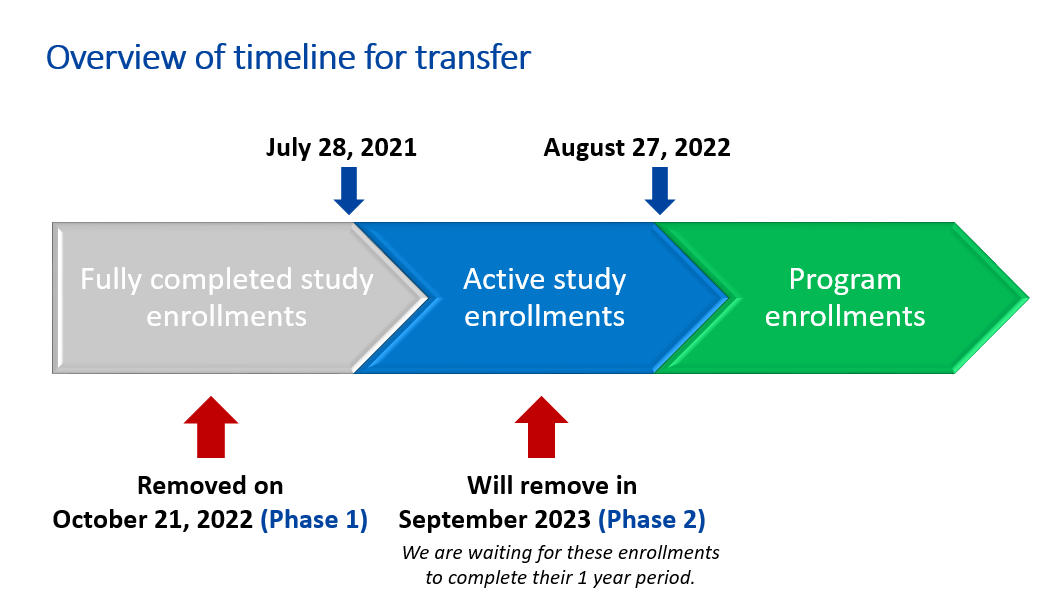 Overview of timeline for transfer
July 28, 2021
August 27, 2022
Fully completed study
enrollments
Active study
enrollments
Program
enrollments
Removed on
October 21, 2022 (Phase 1)
Will remove in
September 2023 (Phase 2)
We are waiting for these enrollments
to complete their 1 year period.